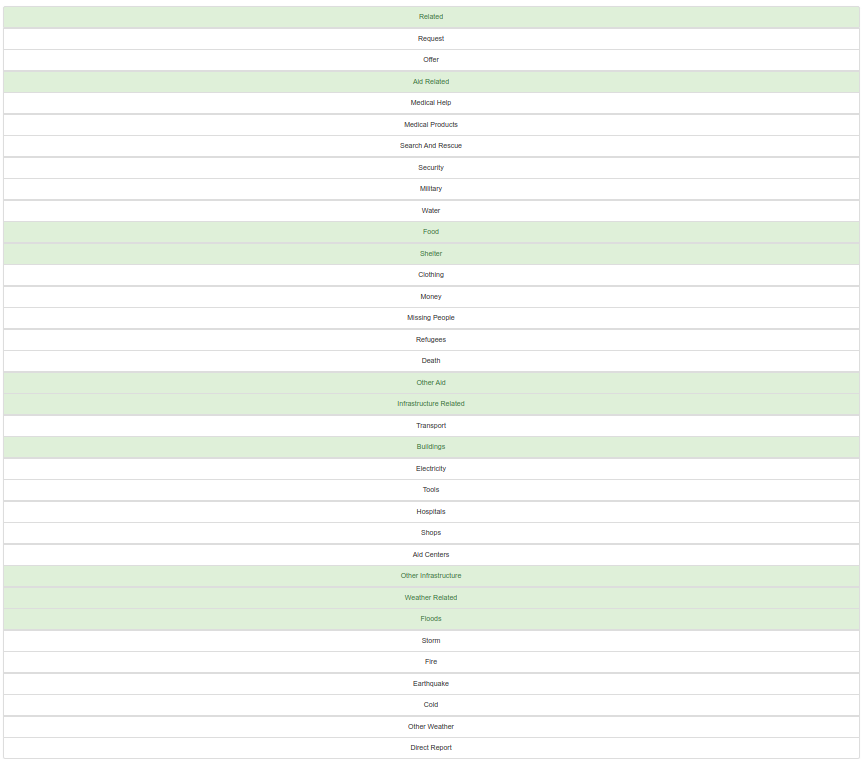 Related
Request
Offer
Aid Related
Medical Help
Medical Products
Search And Rescue
Security
Military
Water
Food
Shelter
Clothing
Money
Missing People
Refugees
Death
Other Aid
Infrastructure Related
Transport
Buildings
Electricity
Tools
Hospitals
Shops
Aid Centers
Other Infrastructure
Weather Related
Floods
Storm
Fire
Earthquake
Cold
Other Weather
Direct Report